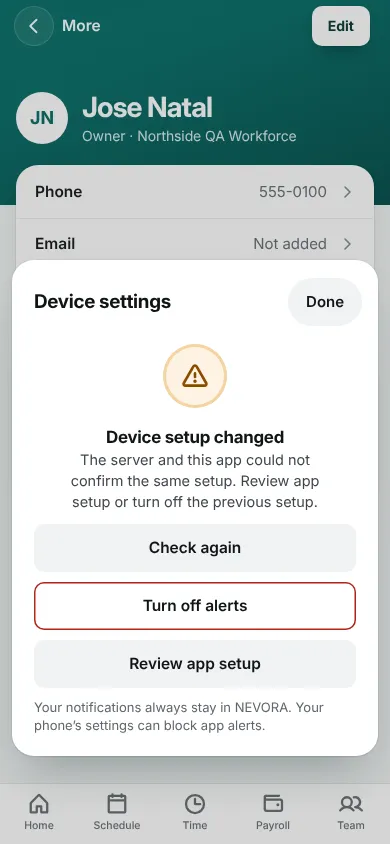 More
Edit
JN
Jose Natal
Owner · Northside QA Workforce
Phone
555-0100
Email
Not added
Device settings
Done
Device setup changed
The server and this app could not
confirm the same setup. Review app
setup or turn off the previous setup.
Check again
Turn off alerts
Review app setup
Your notifications always stay in NEVORA. Your
phone’s settings can block app alerts.
Home
Schedule
Time
Payroll
Team